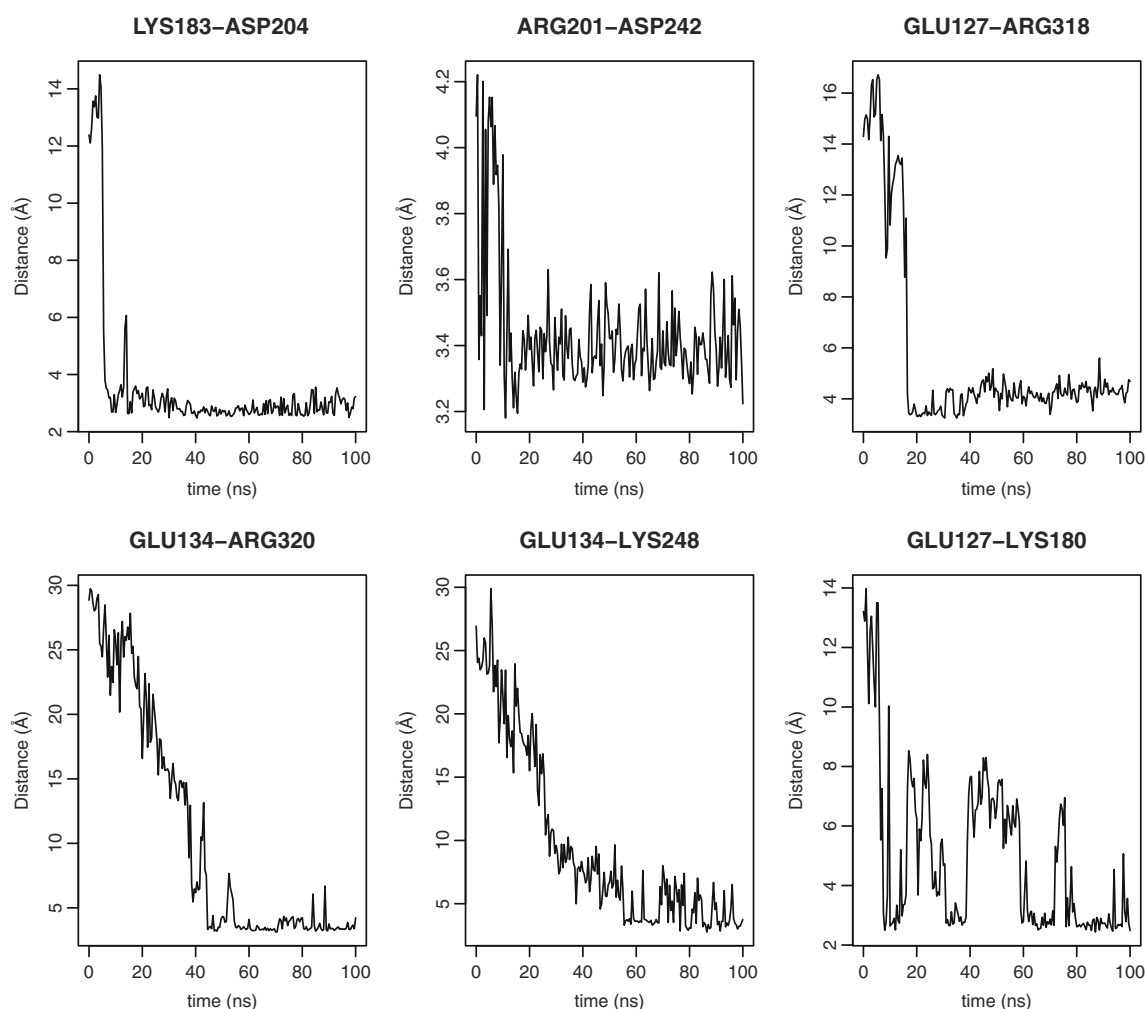 LYS183−ASP204 ARG201−ASP242 GLU127−ARG318
Distance (Å)
2 4 6 8 10 12 14
0 20 40 60 80 100
time (ns)
Distance (Å)
3.2 3.4 3.6 3.8 4.0 4.2
0 20 40 60 80 100
time (ns)
Distance (Å)
4 6 8 10 12 14 16
0 20 40 60 80 100
time (ns)
GLU134−ARG320 GLU134−LYS248 GLU127−LYS180
Distance (Å)
5 10 15 20 25 30
0 20 40 60 80 100
time (ns)
Distance (Å)
5 10 15 20 25 30
0 20 40 60 80 100
time (ns)
Distance (Å)
2 4 6 8 10 12 14
0 20 40 60 80 100
time (ns)